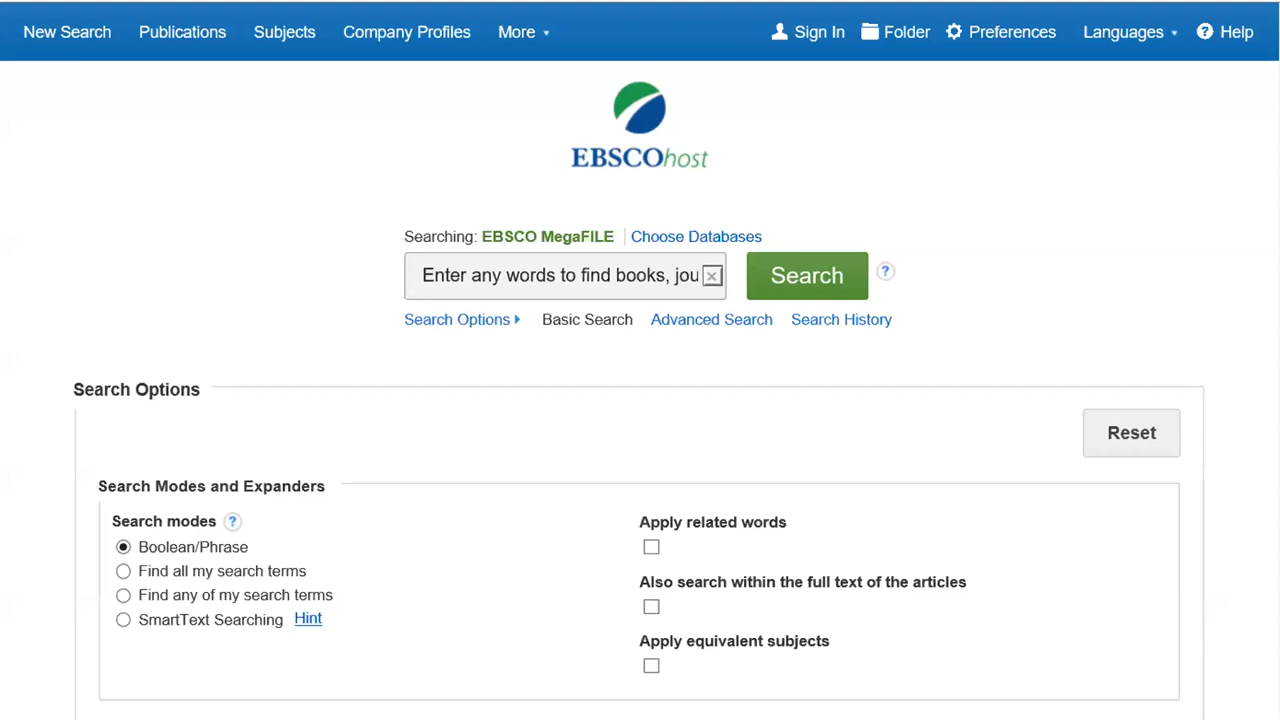 New Search Publications Subjects Company Profiles More Sign In Folder Preferences Languages ? Help
EBSCOhost
Searching: EBSCO MegaFILE Choose Databases
Enter any words to find books, jou Search ?
Search Options Basic Search Advanced Search Search History
Search Options
Reset
Search Modes and Expanders
Search modes ?
Boolean/Phrase
Find all my search terms
Find any of my search terms
SmartText Searching Hint
Apply related words
Also search within the full text of the articles
Apply equivalent subjects